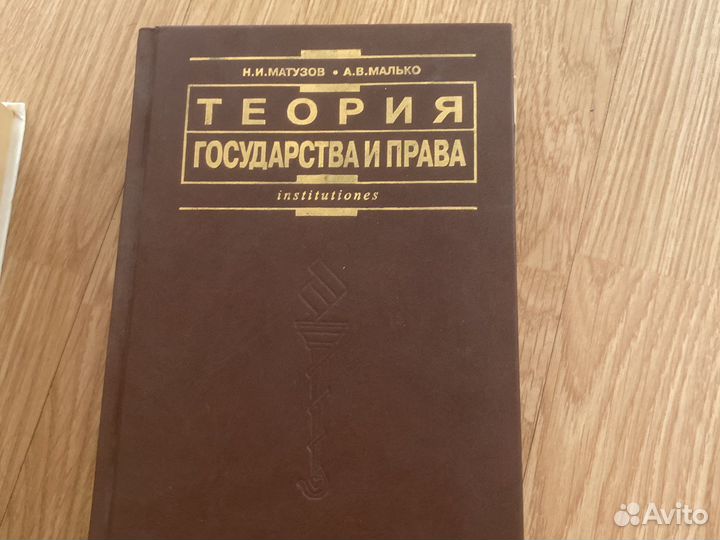 Н.И.МАТУЗОВ • А.В.МАЛЬКО
ТЕОРИЯ
ГОСУДАРСТВА И ПРАВА
institutiones
Avito